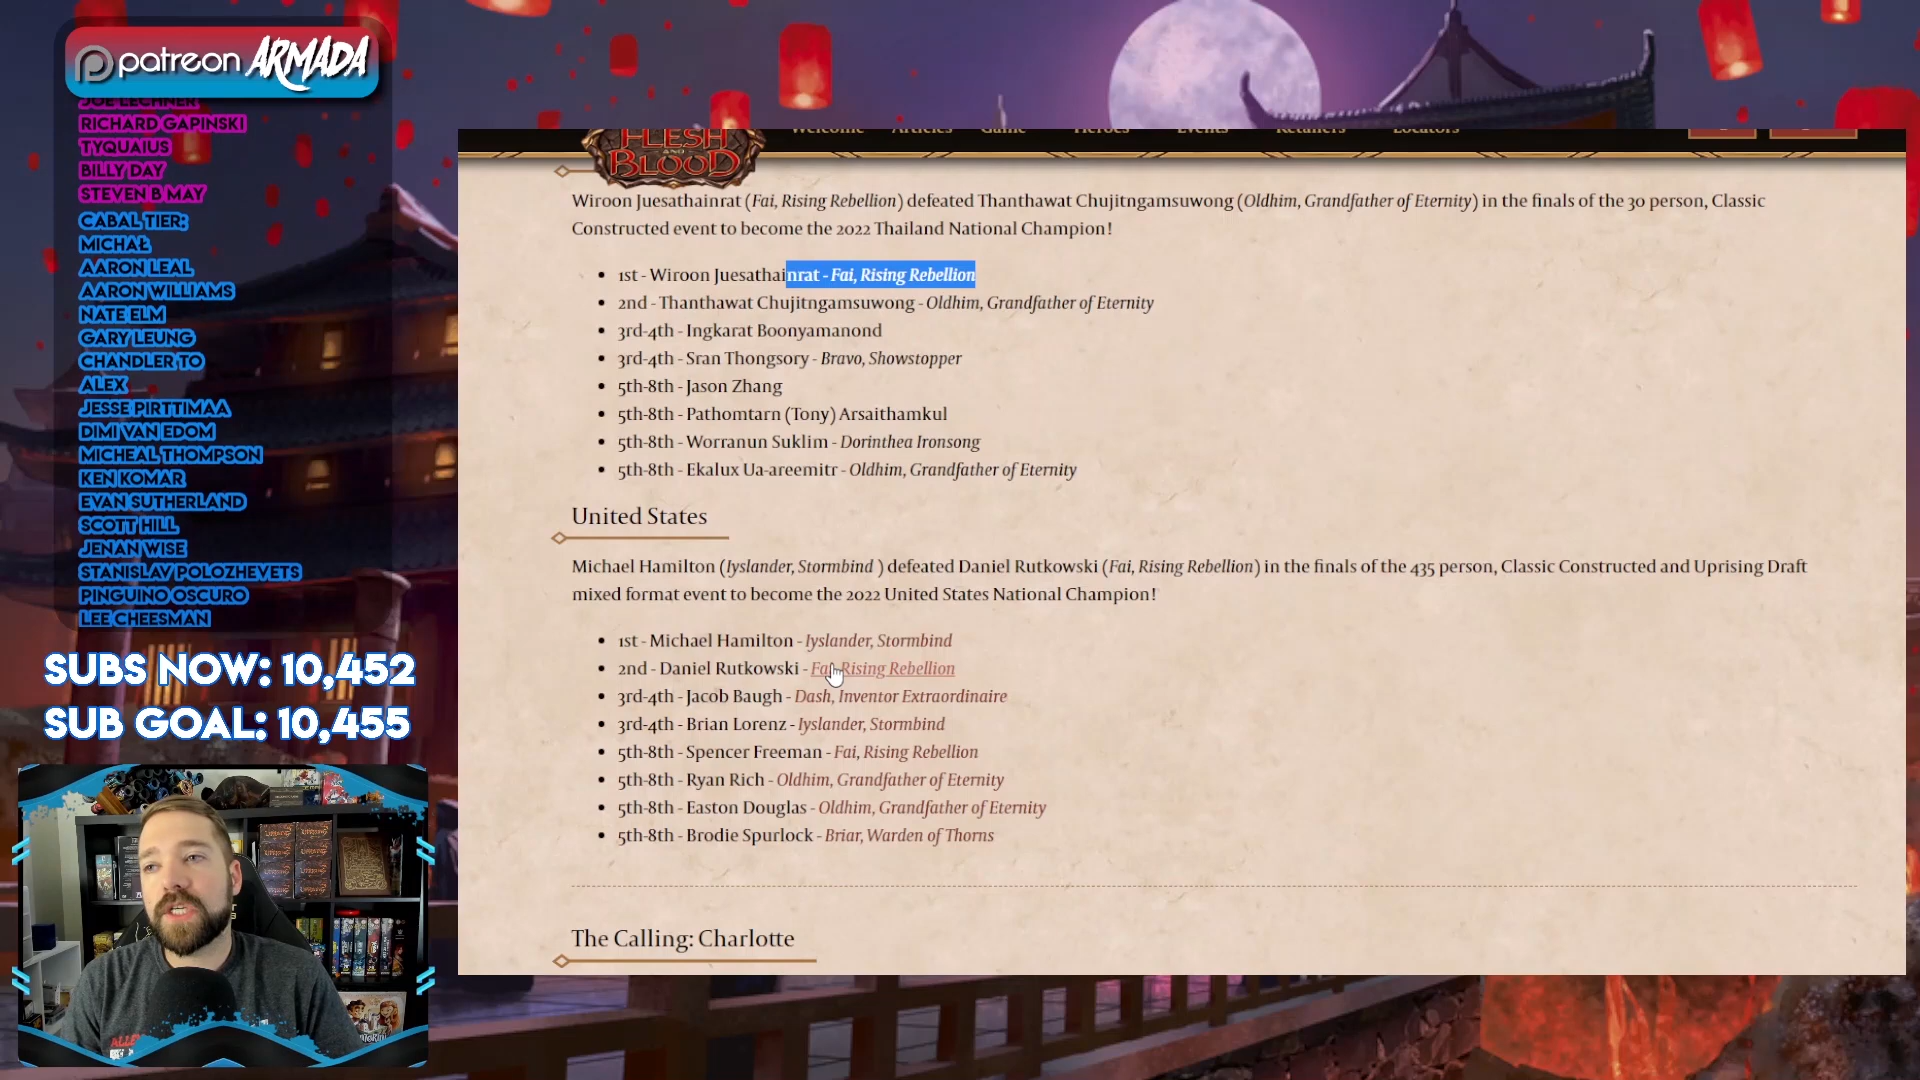 patreon ARMADA
JOE LECHNER
RICHARD GAPINSKI
TYQUAIUS
BILLY DAY
STEVEN B MAY
CABAL TIER:
MICHAŁ
AARON LEAL
AARON WILLIAMS
NATE ELM
GARY LEUNG
CHANDLER TO
ALEX
JESSE PIRTTIMAA
DIMI VAN EDOM
MICHEAL THOMPSON
KEN KOMAR
EVAN SUTHERLAND
SCOTT HILL
JENAN WISE
STANISLAV POLOZHEVETS
PINGUINO OSCURO
LEE CHEESMAN
SUBS NOW: 10,452
SUB GOAL: 10,455
Welcome Articles Game Heroes Events Retailers Locators
FLESH
AND
BLOOD
Wiroon Juesathainrat (Fai, Rising Rebellion) defeated Thanthawat Chujitngamsuwong (Oldhim, Grandfather of Eternity) in the finals of the 30 person, Classic
Constructed event to become the 2022 Thailand National Champion!
• 1st - Wiroon Juesathainrat - Fai, Rising Rebellion
• 2nd - Thanthawat Chujitngamsuwong - Oldhim, Grandfather of Eternity
• 3rd-4th - Ingkarat Boonyamanond
• 3rd-4th - Sran Thongsory - Bravo, Showstopper
• 5th-8th - Jason Zhang
• 5th-8th - Pathomtarn (Tony) Arsaithamkul
• 5th-8th - Worranun Suklim - Dorinthea Ironsong
• 5th-8th - Ekalux Ua-areemitr - Oldhim, Grandfather of Eternity
United States
Michael Hamilton (Iyslander, Stormbind ) defeated Daniel Rutkowski (Fai, Rising Rebellion) in the finals of the 435 person, Classic Constructed and Uprising Draft
mixed format event to become the 2022 United States National Champion!
• 1st - Michael Hamilton - Iyslander, Stormbind
• 2nd - Daniel Rutkowski - Fai, Rising Rebellion
• 3rd-4th - Jacob Baugh - Dash, Inventor Extraordinaire
• 3rd-4th - Brian Lorenz - Iyslander, Stormbind
• 5th-8th - Spencer Freeman - Fai, Rising Rebellion
• 5th-8th - Ryan Rich - Oldhim, Grandfather of Eternity
• 5th-8th - Easton Douglas - Oldhim, Grandfather of Eternity
• 5th-8th - Brodie Spurlock - Briar, Warden of Thorns
The Calling: Charlotte